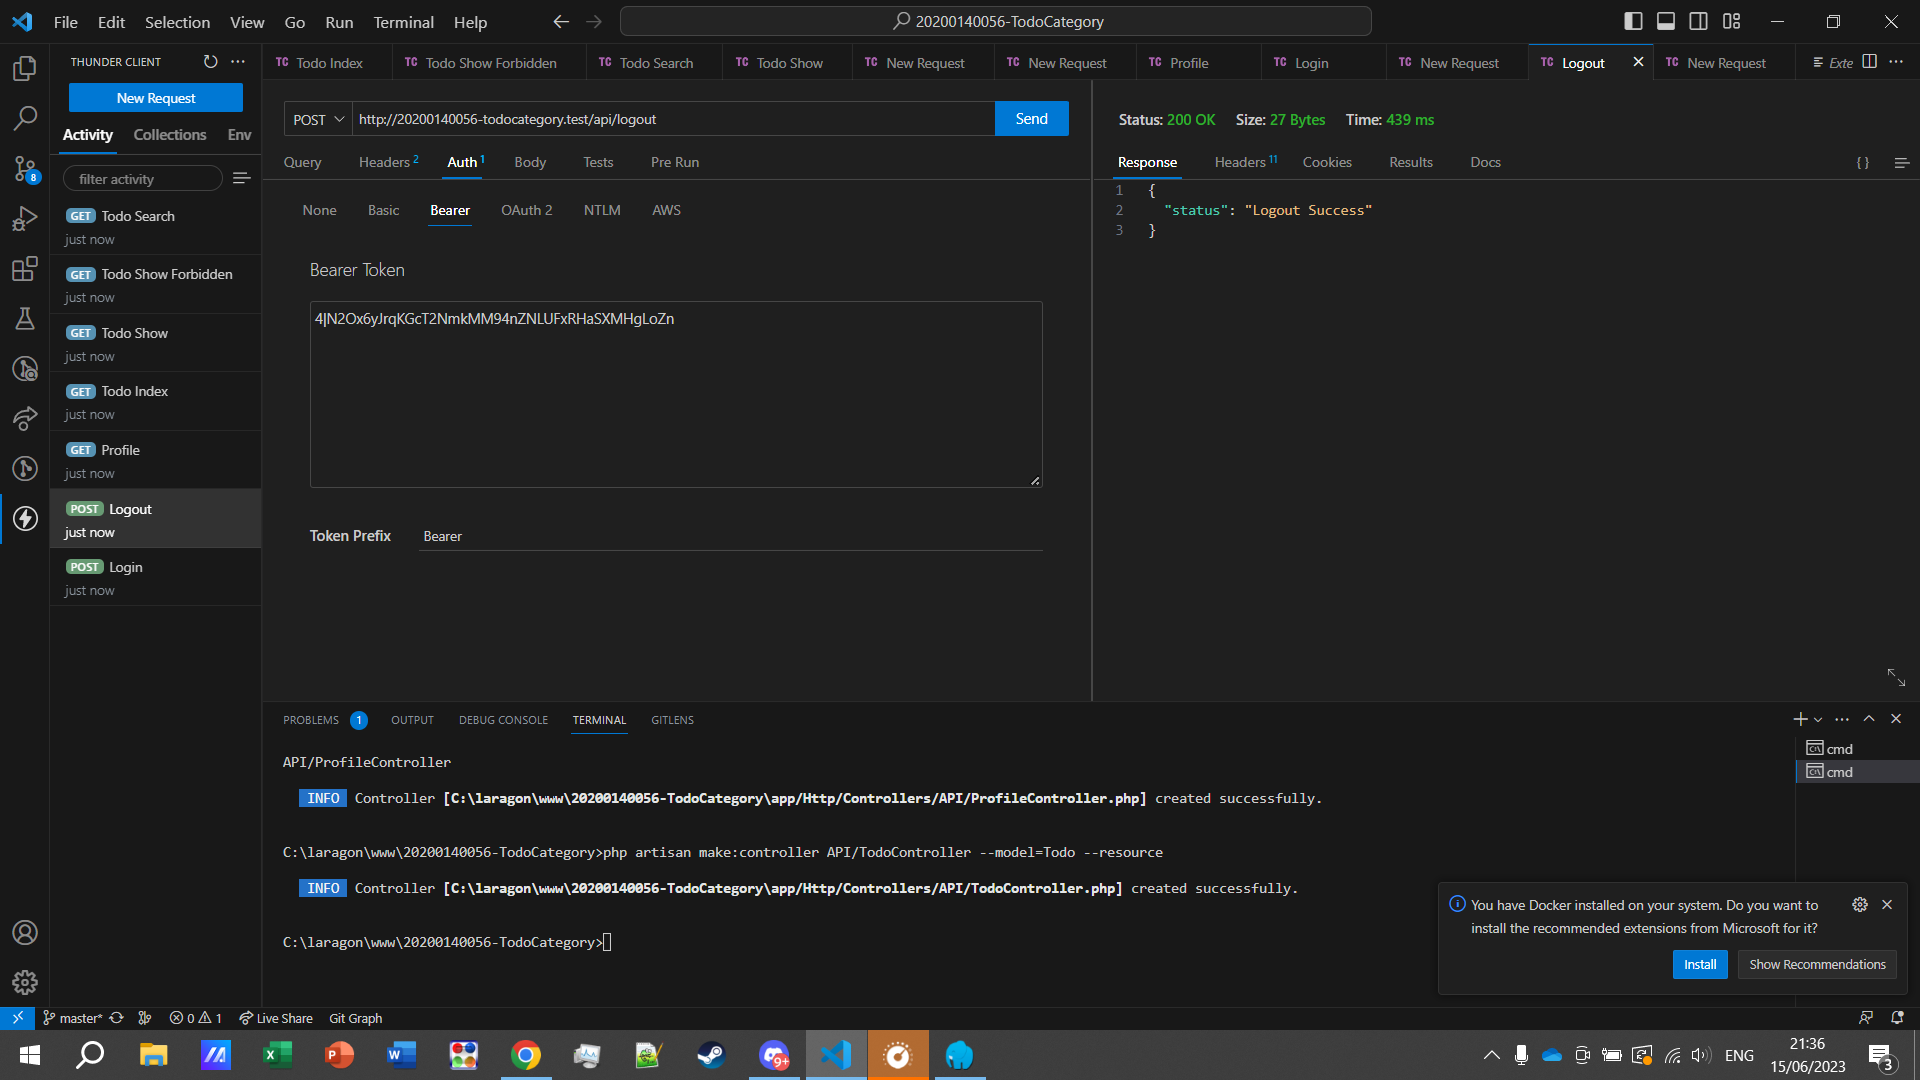 File Edit Selection View Go Run Terminal Help
20200140056-TodoCategory
THUNDER CLIENT
New Request
Activity Collections Env
filter activity
GET Todo Search
just now
GET Todo Show Forbidden
just now
GET Todo Show
just now
GET Todo Index
just now
GET Profile
just now
POST Logout
just now
POST Login
just now
TC Todo Index TC Todo Show Forbidden TC Todo Search TC Todo Show TC New Request TC New Request TC Profile TC Login TC New Request TC Logout TC New Request Exte
POST http://20200140056-todocategory.test/api/logout Send
Query Headers 2 Auth 1 Body Tests Pre Run
None Basic Bearer OAuth 2 NTLM AWS
Bearer Token
4|N2Ox6yJrqKGcT2NmkMM94nZNLUFxRHaSXMHgLoZn
Token Prefix Bearer
Status: 200 OK Size: 27 Bytes Time: 439 ms
Response Headers 11 Cookies Results Docs { }
1 {
2 "status": "Logout Success"
3 }
PROBLEMS 1 OUTPUT DEBUG CONSOLE TERMINAL GITLENS
API/ProfileController
INFO Controller [C:\laragon\www\20200140056-TodoCategory\app/Http/Controllers/API/ProfileController.php] created successfully.
C:\laragon\www\20200140056-TodoCategory>php artisan make:controller API/TodoController --model=Todo --resource
INFO Controller [C:\laragon\www\20200140056-TodoCategory\app/Http/Controllers/API/TodoController.php] created successfully.
C:\laragon\www\20200140056-TodoCategory>
cmd
cmd
You have Docker installed on your system. Do you want to
install the recommended extensions from Microsoft for it?
Install Show Recommendations
8
master* 0 1 Live Share Git Graph
9+
ENG
21:36
15/06/2023
3